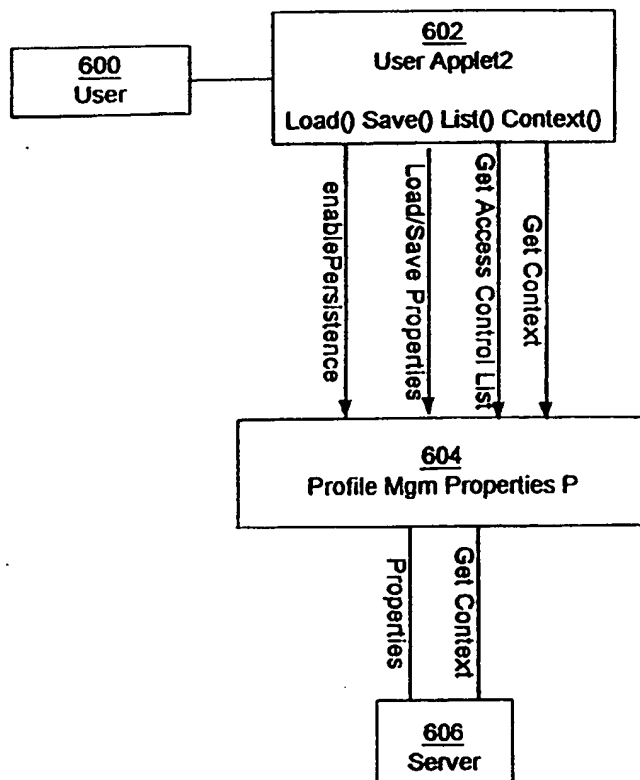 600
User
602
User Applet2
Load() Save() List() Context()
enablePersistence
Load/Save Properties
Get Access Control List
Get Context
604
Profile Mgm Properties P
Properties
Get Context
606
Server